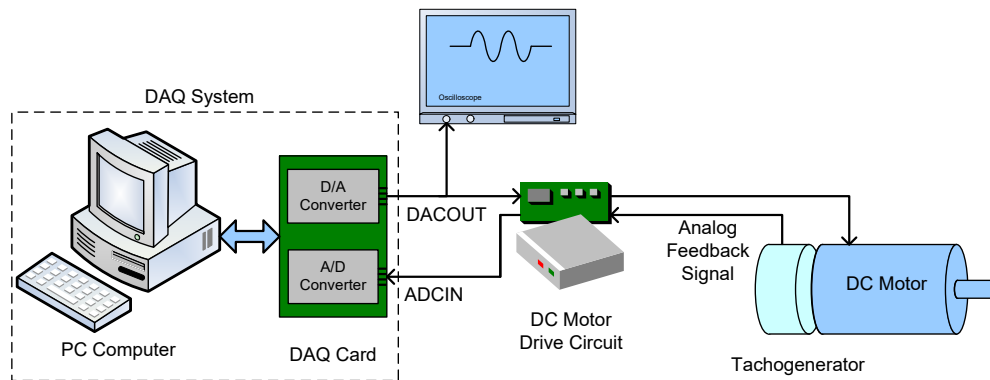 Oscilloscope
DAQ System
D/A
Converter
DACOUT
A/D
Converter
ADCIN
Analog
Feedback
Signal
DC Motor
PC Computer
DAQ Card
DC Motor
Drive Circuit
Tachogenerator